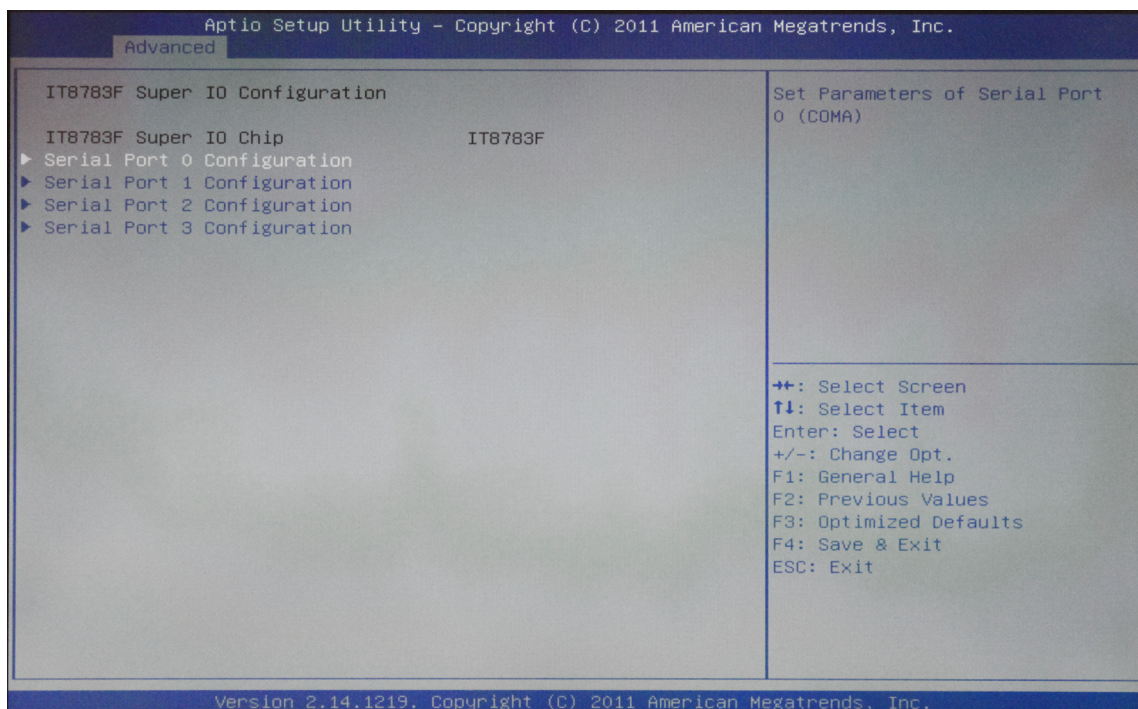 Aptio Setup Utility – Copyright (C) 2011 American Megatrends, Inc.
Advanced
IT8783F Super IO Configuration
IT8783F Super IO Chip IT8783F
▶ Serial Port 0 Configuration
▶ Serial Port 1 Configuration
▶ Serial Port 2 Configuration
▶ Serial Port 3 Configuration
Set Parameters of Serial Port
0 (COMA)
→←: Select Screen
↑↓: Select Item
Enter: Select
+/-: Change Opt.
F1: General Help
F2: Previous Values
F3: Optimized Defaults
F4: Save & Exit
ESC: Exit
Version 2.14.1219. Copyright (C) 2011 American Megatrends, Inc.